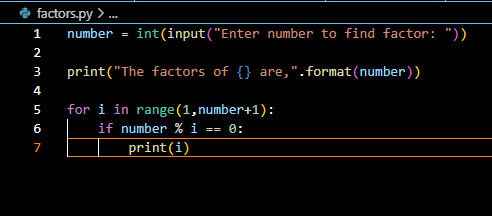 factors.py > ...
1 number = int(input("Enter number to find factor: "))
2
3 print("The factors of {} are,".format(number))
4
5 for i in range(1,number+1):
6     if number % i == 0:
7         print(i)